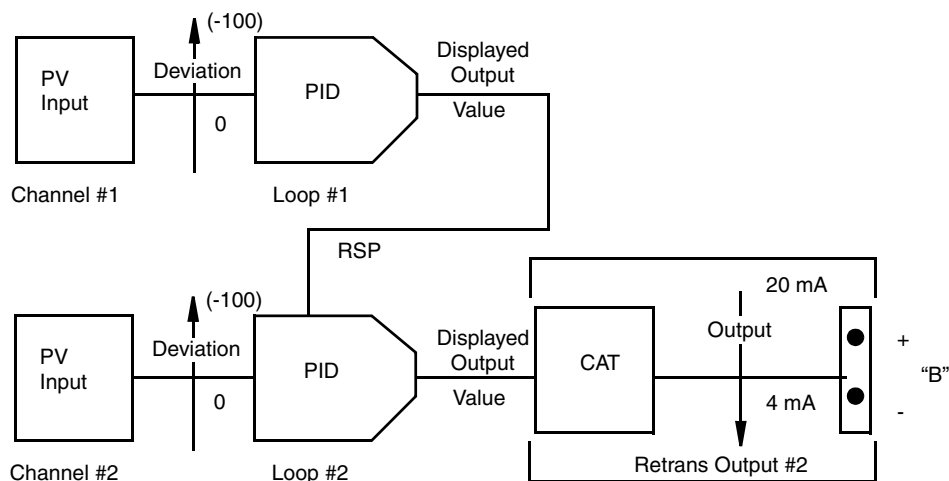 (-100)
PV
Input
Deviation
0
PID
Displayed
Output
Value
Channel #1
Loop #1
RSP
(-100)
PV
Input
Deviation
0
PID
Displayed
Output
Value
CAT
20 mA
Output
4 mA
+
“B”
-
Channel #2
Loop #2
Retrans Output #2